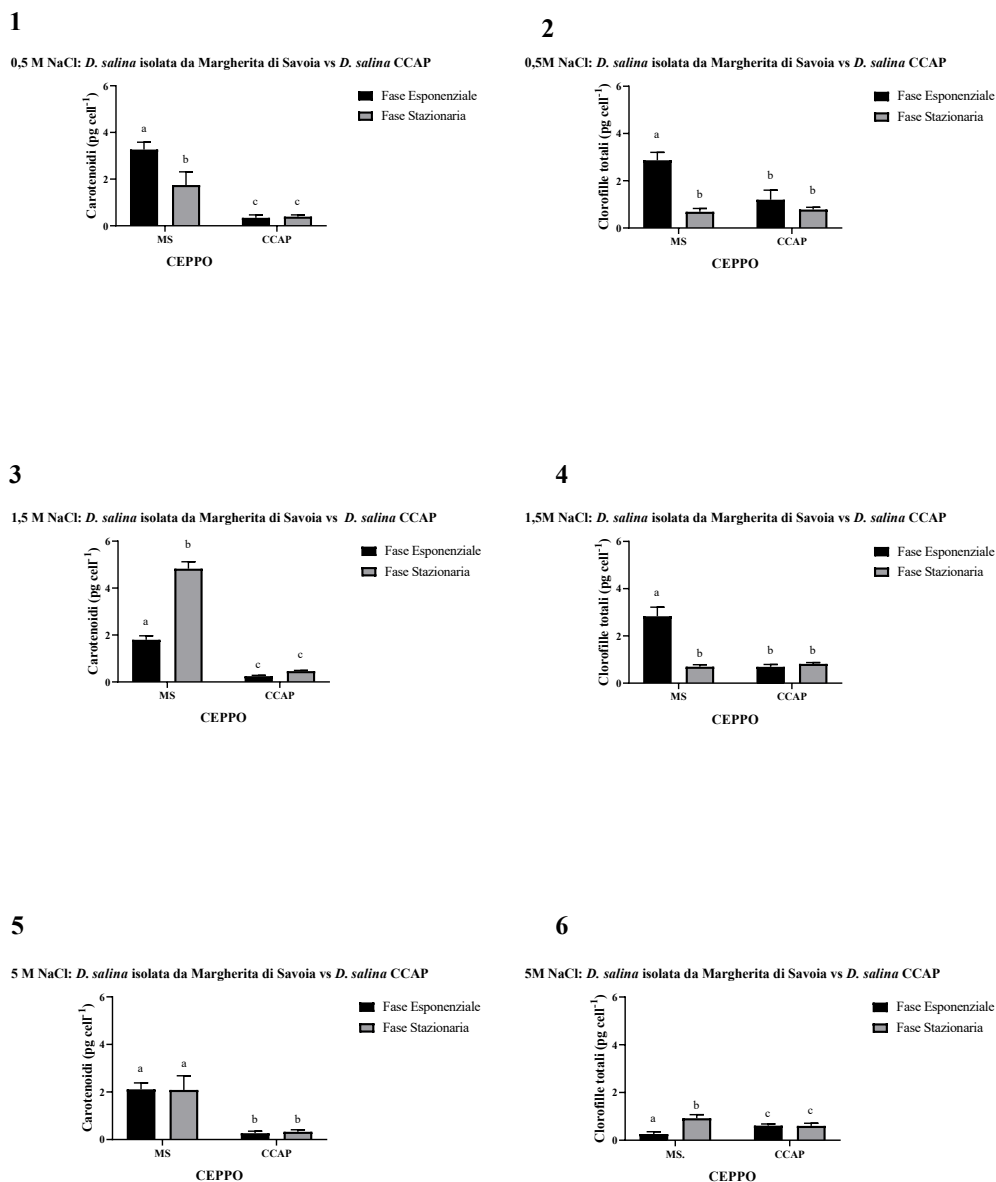 1
0,5 M NaCl: D. salina isolata da Margherita di Savoia vs D. salina CCAP
Carotenoidi (pg cell-1)
6
4
2
0
a
b
c
c
MS
CCAP
CEPPO
Fase Esponenziale
Fase Stazionaria
2
0,5M NaCl: D. salina isolata da Margherita di Savoia vs D. salina CCAP
Clorofille totali (pg cell-1)
6
4
2
0
a
b
b
b
MS
CCAP
CEPPO
Fase Esponenziale
Fase Stazionaria
3
1,5 M NaCl: D. salina isolata da Margherita di Savoia vs D. salina CCAP
Carotenoidi (pg cell-1)
6
4
2
0
a
b
c
c
MS
CCAP
CEPPO
Fase Esponenziale
Fase Stazionaria
4
1,5M NaCl: D. salina isolata da Margherita di Savoia vs D. salina CCAP
Clorofille totali (pg cell-1)
6
4
2
0
a
b
b
b
MS
CCAP
CEPPO
Fase Esponenziale
Fase Stazionaria
5
5 M NaCl: D. salina isolata da Margherita di Savoia vs D. salina CCAP
Carotenoidi (pg cell-1)
6
4
2
0
a
a
b
b
MS
CCAP
CEPPO
Fase Esponenziale
Fase Stazionaria
6
5M NaCl: D. salina isolata da Margherita di Savoia vs D. salina CCAP
Clorofille totali (pg cell-1)
6
4
2
0
a
b
c
c
MS.
CCAP
CEPPO
Fase Esponenziale
Fase Stazionaria